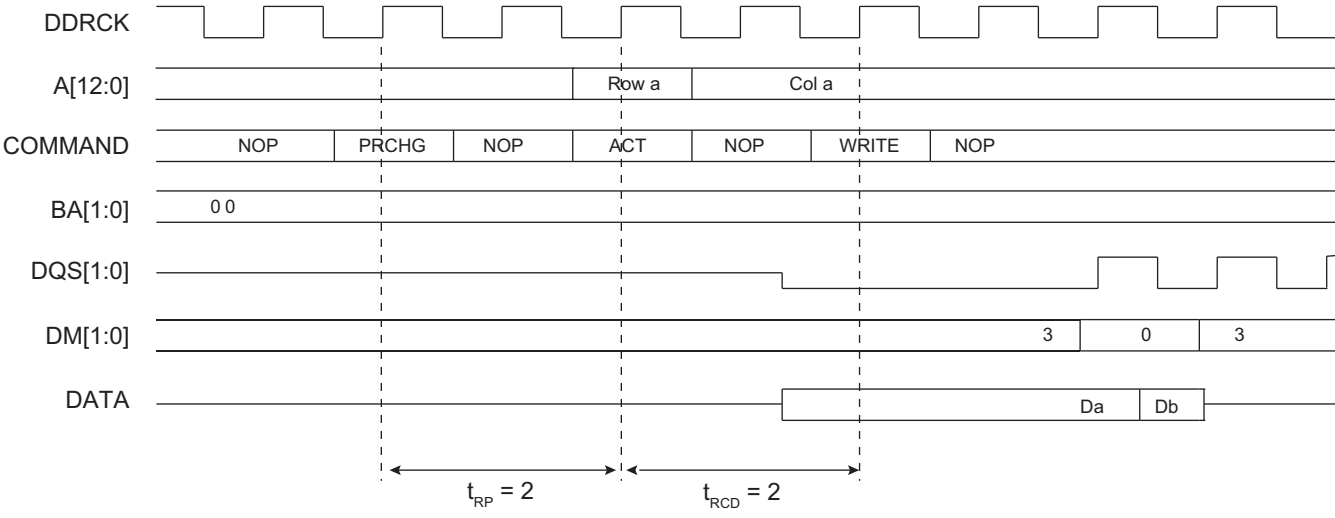 DDRCK
A[12:0] Row a Col a
COMMAND NOP PRCHG NOP ACT NOP WRITE NOP
BA[1:0] 0 0
DQS[1:0]
DM[1:0] 3 0 3
DATA Da Db
tRP = 2 tRCD = 2